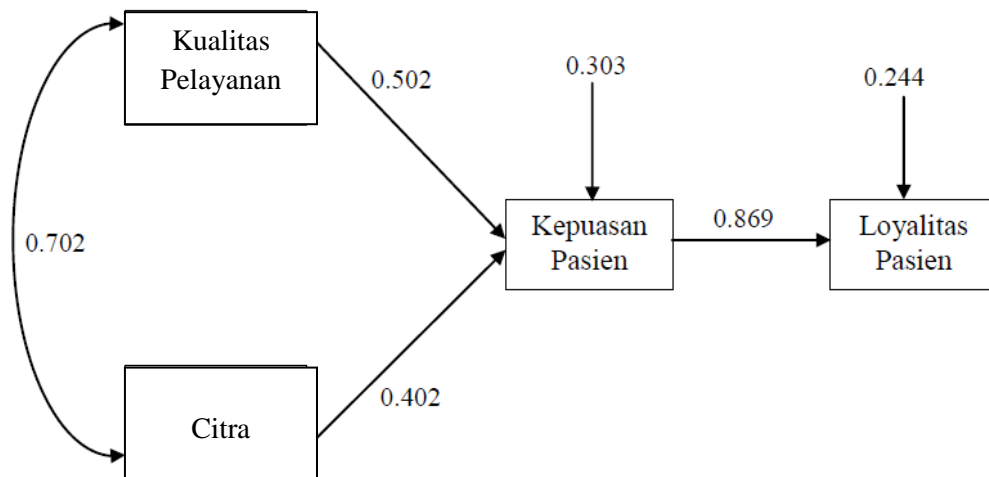 Kualitas
Pelayanan
0.502
0.303
0.244
0.702
Kepuasan
Pasien
0.869
Loyalitas
Pasien
0.402
Citra